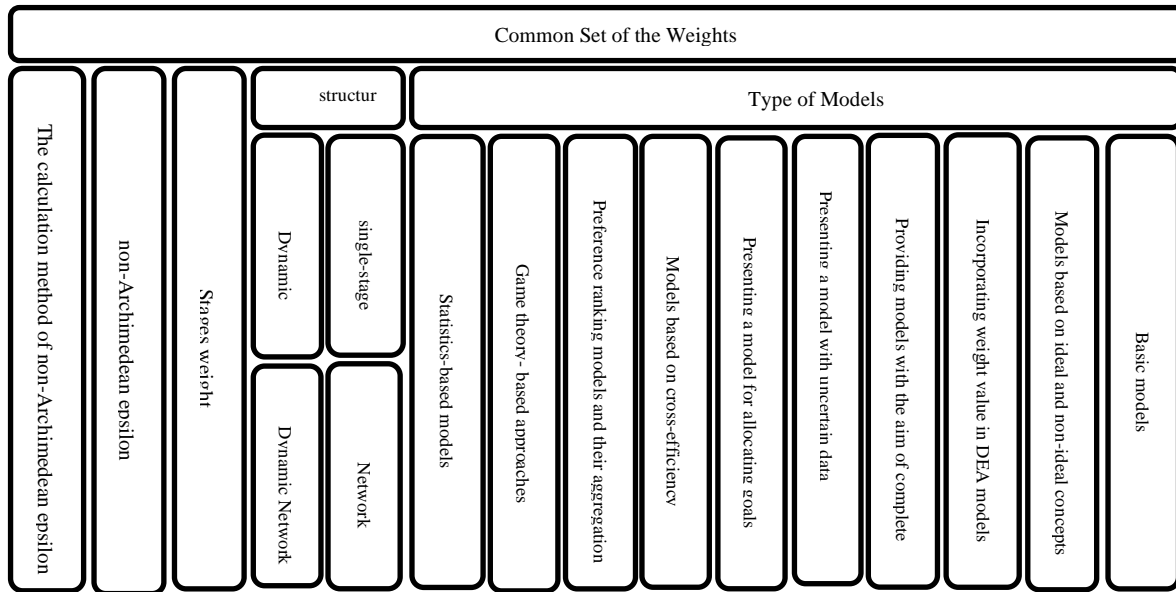 Common Set of the Weights
The calculation method of non-Archimedean epsilon
non-Archimedean epsilon
Stages weight
structur
Type of Models
Dynamic
single-stage
Dynamic Network
Network
Statistics-based models
Game theory- based approaches
Preference ranking models and their aggregation
Models based on cross-efficiency
Presenting a model for allocating goals
Presenting a model with uncertain data
Providing models with the aim of complete
Incorporating weight value in DEA models
Models based on ideal and non-ideal concepts
Basic models